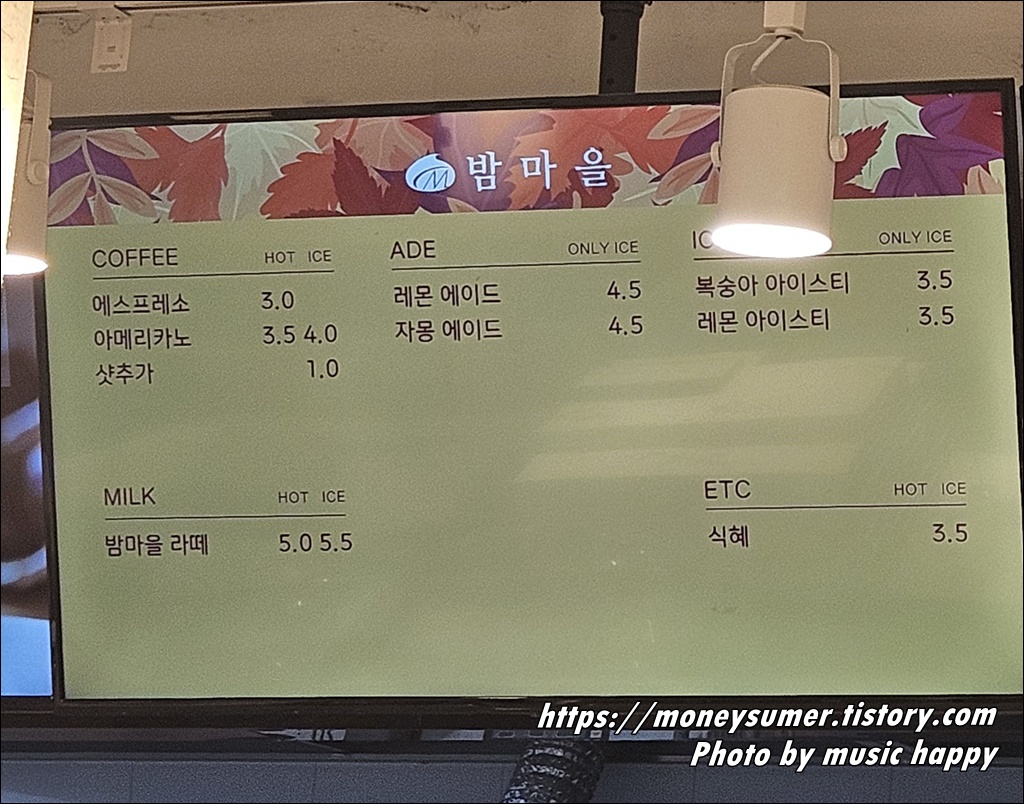 밤마을
COFFEE HOT ICE
에스프레소 3.0
아메리카노 3.5 4.0
샷추가 1.0
ADE ONLY ICE
레몬 에이드 4.5
자몽 에이드 4.5
ONLY ICE
복숭아 아이스티 3.5
레몬 아이스티 3.5
MILK HOT ICE
밤마을 라떼 5.0 5.5
ETC HOT ICE
식혜 3.5
https://moneysumer.tistory.com
Photo by music happy